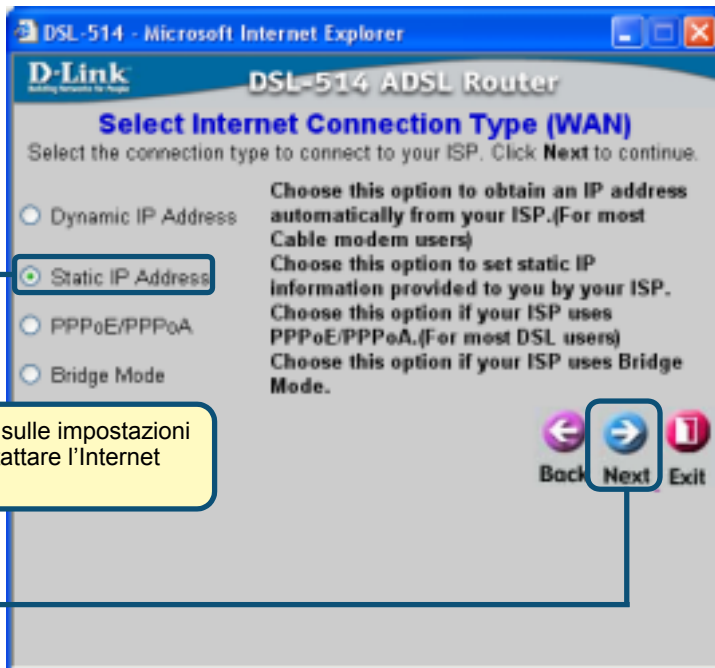 DSL-514 - Microsoft Internet Explorer
D-Link
Building Networks for People
DSL-514 ADSL Router
Select Internet Connection Type (WAN)
Select the connection type to connect to your ISP. Click Next to continue.
Dynamic IP Address
Choose this option to obtain an IP address
automatically from your ISP.(For most
Cable modem users)
Static IP Address
Choose this option to set static IP
information provided to you by your ISP.
PPPoE/PPPoA
Choose this option if your ISP uses
PPPoE/PPPoA.(For most DSL users)
Bridge Mode
Choose this option if your ISP uses Bridge
Mode.
sulle impostazioni
attare l’Internet
Back
Next
Exit